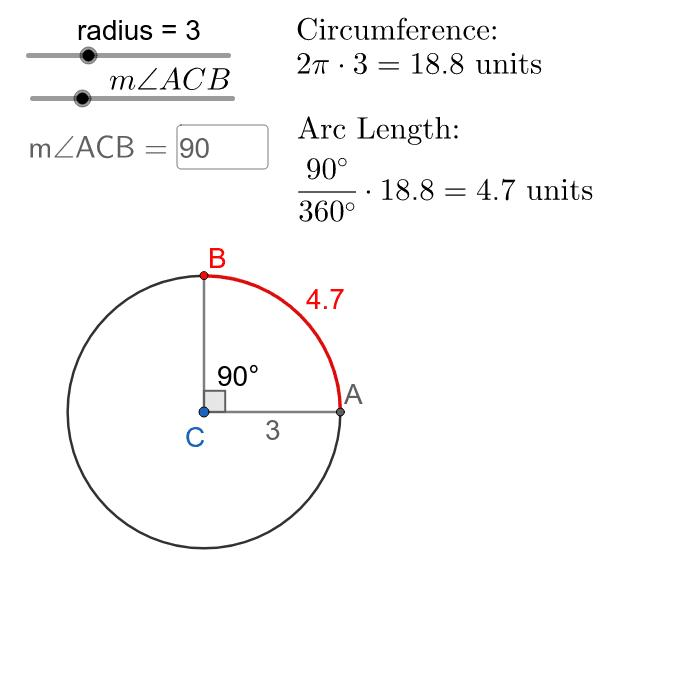 radius = 3
m∠ACB
m∠ACB = 90
Circumference:
2π · 3 = 18.8 units
Arc Length:
90°
360°
· 18.8 = 4.7 units
B
4.7
90°
A
C
3